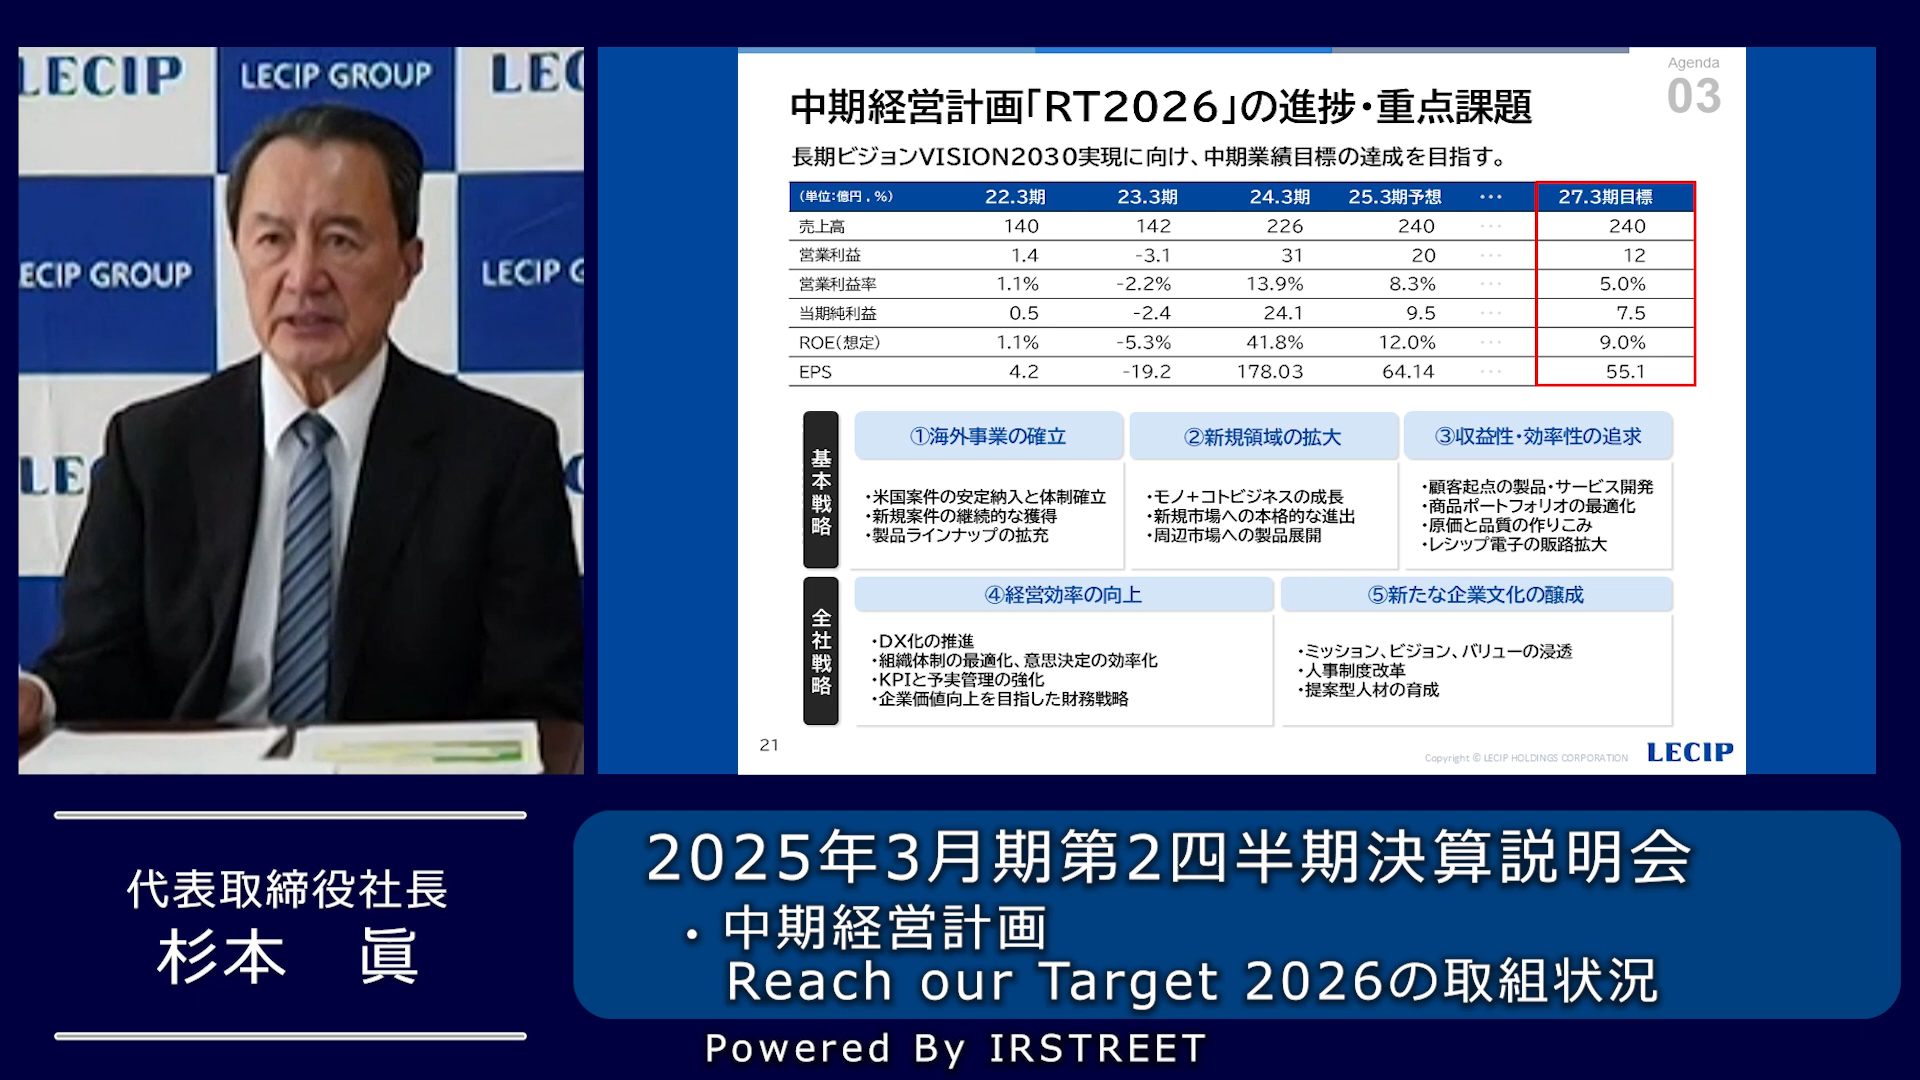 LECIP
LECIP GROUP
LEC
ECIP GROUP
LECIP G
LE
Agenda
03
中期経営計画「RT2026」の進捗・重点課題
長期ビジョンVISION2030実現に向け、中期業績目標の達成を目指す。
(単位:億円,%) 22.3期 23.3期 24.3期 25.3期予想 ・・・ 27.3期目標
売上高 140 142 226 240 ・・・ 240
営業利益 1.4 -3.1 31 20 ・・・ 12
営業利益率 1.1% -2.2% 13.9% 8.3% ・・・ 5.0%
当期純利益 0.5 -2.4 24.1 9.5 ・・・ 7.5
ROE(想定) 1.1% -5.3% 41.8% 12.0% ・・・ 9.0%
EPS 4.2 -19.2 178.03 64.14 ・・・ 55.1
基本戦略
①海外事業の確立
・米国案件の安定納入と体制確立
・新規案件の継続的な獲得
・製品ラインナップの拡充
②新規領域の拡大
・モノ+コトビジネスの成長
・新規市場への本格的な進出
・周辺市場への製品展開
③収益性・効率性の追求
・顧客起点の製品・サービス開発
・商品ポートフォリオの最適化
・原価と品質の作りこみ
・レシップ電子の販路拡大
全社戦略
④経営効率の向上
・DX化の推進
・組織体制の最適化、意思決定の効率化
・KPIと予実管理の強化
・企業価値向上を目指した財務戦略
⑤新たな企業文化の醸成
・ミッション、ビジョン、バリューの浸透
・人事制度改革
・提案型人材の育成
21
Copyright © LECIP HOLDINGS CORPORATION
LECIP
代表取締役社長
杉本 眞
2025年3月期第2四半期決算説明会
・中期経営計画
Reach our Target 2026の取組状況
Powered By IRSTREET